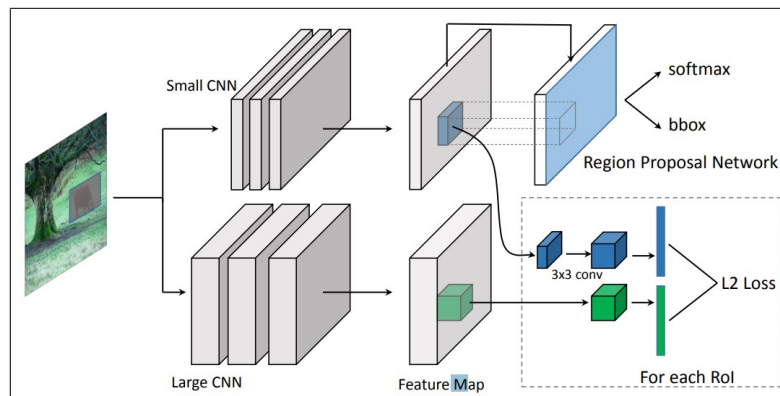 Small CNN
softmax
bbox
Region Proposal Network
3x3 conv
L2 Loss
Large CNN
Feature Map
For each RoI